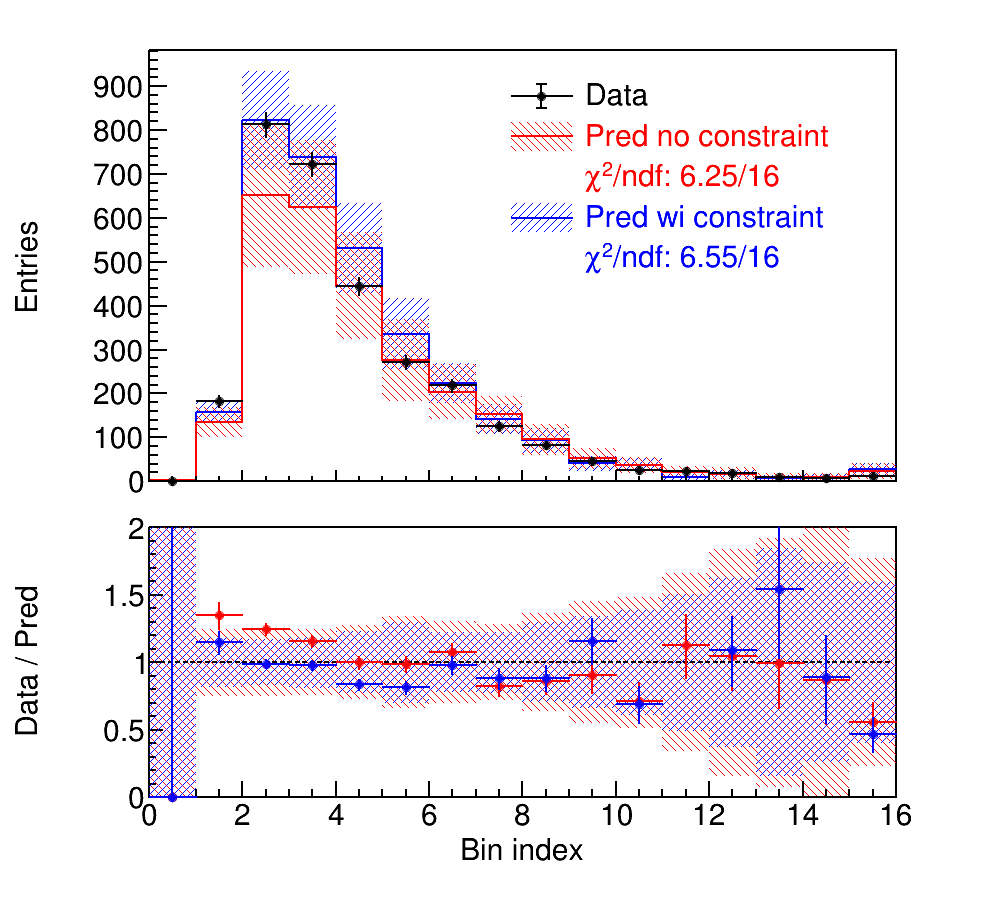 Entries
900
800
700
600
500
400
300
200
100
0
Data
Pred no constraint
χ²/ndf: 6.25/16
Pred wi constraint
χ²/ndf: 6.55/16
Data / Pred
2
1.5
1
0.5
0
0 2 4 6 8 10 12 14 16
Bin index